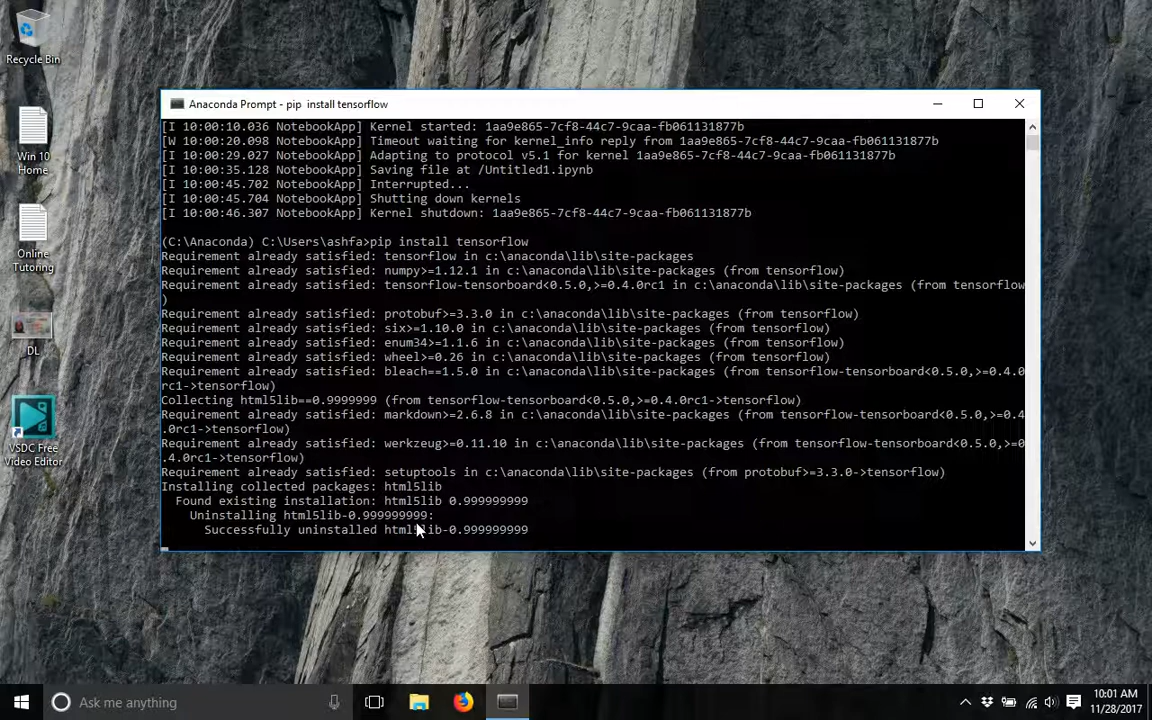 Recycle Bin
Win 10
Home
Online
Tutoring
DL
VSDC Free
Video Editor
Anaconda Prompt - pip  install tensorflow
[I 10:00:10.036 NotebookApp] Kernel started: 1aa9e865-7cf8-44c7-9caa-fb061131877b
[W 10:00:20.098 NotebookApp] Timeout waiting for kernel_info reply from 1aa9e865-7cf8-44c7-9caa-fb061131877b
[I 10:00:29.027 NotebookApp] Adapting to protocol v5.1 for kernel 1aa9e865-7cf8-44c7-9caa-fb061131877b
[I 10:00:35.128 NotebookApp] Saving file at /Untitled1.ipynb
[I 10:00:45.702 NotebookApp] Interrupted...
[I 10:00:45.704 NotebookApp] Shutting down kernels
[I 10:00:46.307 NotebookApp] Kernel shutdown: 1aa9e865-7cf8-44c7-9caa-fb061131877b
(C:\Anaconda) C:\Users\ashfa>pip install tensorflow
Requirement already satisfied: tensorflow in c:\anaconda\lib\site-packages
Requirement already satisfied: numpy>=1.12.1 in c:\anaconda\lib\site-packages (from tensorflow)
Requirement already satisfied: tensorflow-tensorboard<0.5.0,>=0.4.0rc1 in c:\anaconda\lib\site-packages (from tensorflow
)
Requirement already satisfied: protobuf>=3.3.0 in c:\anaconda\lib\site-packages (from tensorflow)
Requirement already satisfied: six>=1.10.0 in c:\anaconda\lib\site-packages (from tensorflow)
Requirement already satisfied: enum34>=1.1.6 in c:\anaconda\lib\site-packages (from tensorflow)
Requirement already satisfied: wheel>=0.26 in c:\anaconda\lib\site-packages (from tensorflow)
Requirement already satisfied: bleach==1.5.0 in c:\anaconda\lib\site-packages (from tensorflow-tensorboard<0.5.0,>=0.4.0
rc1->tensorflow)
Collecting html5lib==0.9999999 (from tensorflow-tensorboard<0.5.0,>=0.4.0rc1->tensorflow)
Requirement already satisfied: markdown>=2.6.8 in c:\anaconda\lib\site-packages (from tensorflow-tensorboard<0.5.0,>=0.4
.0rc1->tensorflow)
Requirement already satisfied: werkzeug>=0.11.10 in c:\anaconda\lib\site-packages (from tensorflow-tensorboard<0.5.0,>=0
.4.0rc1->tensorflow)
Requirement already satisfied: setuptools in c:\anaconda\lib\site-packages (from protobuf>=3.3.0->tensorflow)
Installing collected packages: html5lib
  Found existing installation: html5lib 0.999999999
    Uninstalling html5lib-0.999999999:
      Successfully uninstalled html5lib-0.999999999
Ask me anything
10:01 AM
11/28/2017